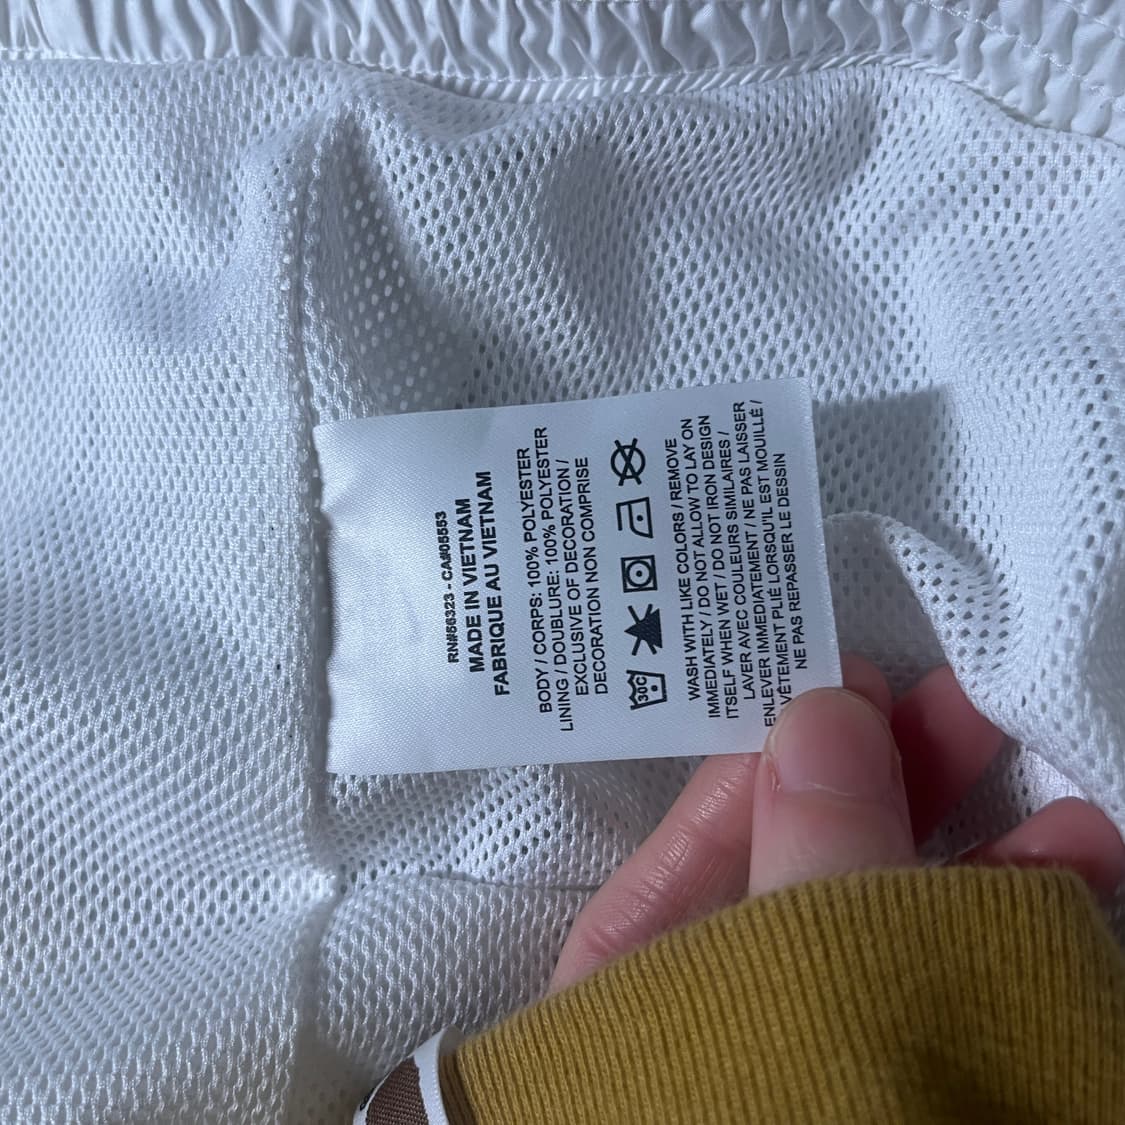 RN#56323 - CA#05553
MADE IN VIETNAM
FABRIQUE AU VIETNAM
BODY / CORPS: 100% POLYESTER
LINING / DOUBLURE: 100% POLYESTER
EXCLUSIVE OF DECORATION /
DECORATION NON COMPRISE
30C
WASH WITH LIKE COLORS / REMOVE
IMMEDIATELY / DO NOT ALLOW TO LAY ON
ITSELF WHEN WET / DO NOT IRON DESIGN
LAVER AVEC COULEURS SIMILAIRES /
ENLEVER IMMEDIATEMENT / NE PAS LAISSER
VÊTEMENT PLIÉ LORSQU'IL EST MOUILLÉ /
NE PAS REPASSER LE DESSIN